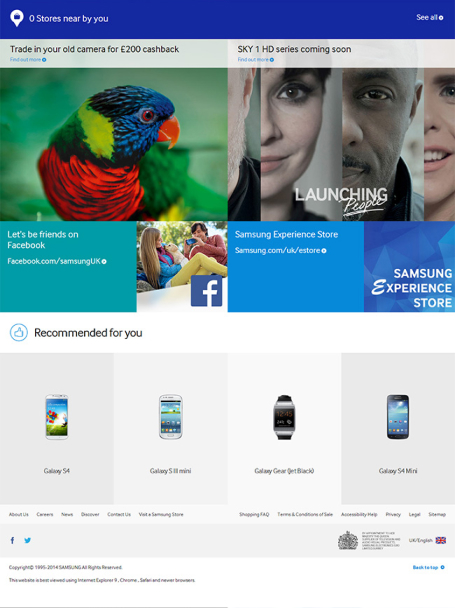 0 Stores near by you
See all
Trade in your old camera for £200 cashback
Find out more
SKY 1 HD series coming soon
Find out more
LAUNCHING
People
Let's be friends on
Facebook
Facebook.com/samsungUK
Samsung Experience Store
Samsung.com/uk/estore
SAMSUNG
EXPERIENCE
STORE
Recommended for you
Galaxy S4
Galaxy S III mini
Galaxy Gear (Jet Black)
Galaxy S4 Mini
About Us Careers News Discover Contact Us Visit a Samsung Store Shopping FAQ Terms & Conditions of Sale Accessibility Help Privacy Legal Sitemap
UK/English
Copyright© 1995-2014 SAMSUNG All Rights Reserved.
Back to top
This website is best viewed using Internet Explorer 9, Chrome, Safari and newer browsers.